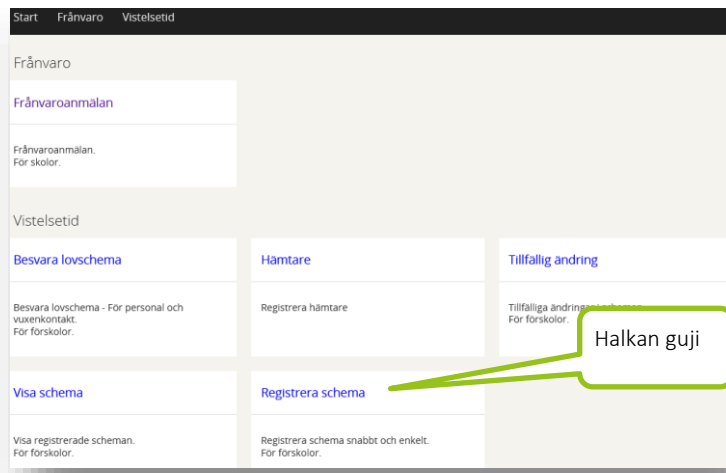 Start Frånvaro Vistelsetid
Frånvaro
Frånvaroanmälan
Frånvaroanmälan.
För skolor.
Vistelsetid
Besvara lovschema
Besvara lovschema - För personal och
vuxenkontakt.
För förskolor.
Hämtare
Registrera hämtare
Tillfällig ändring
Tillfälliga ändringar
För förskolor.
Halkan guji
Visa schema
Visa registrerade scheman.
För förskolor.
Registrera schema
Registrera schema snabbt och enkelt.
För förskolor.